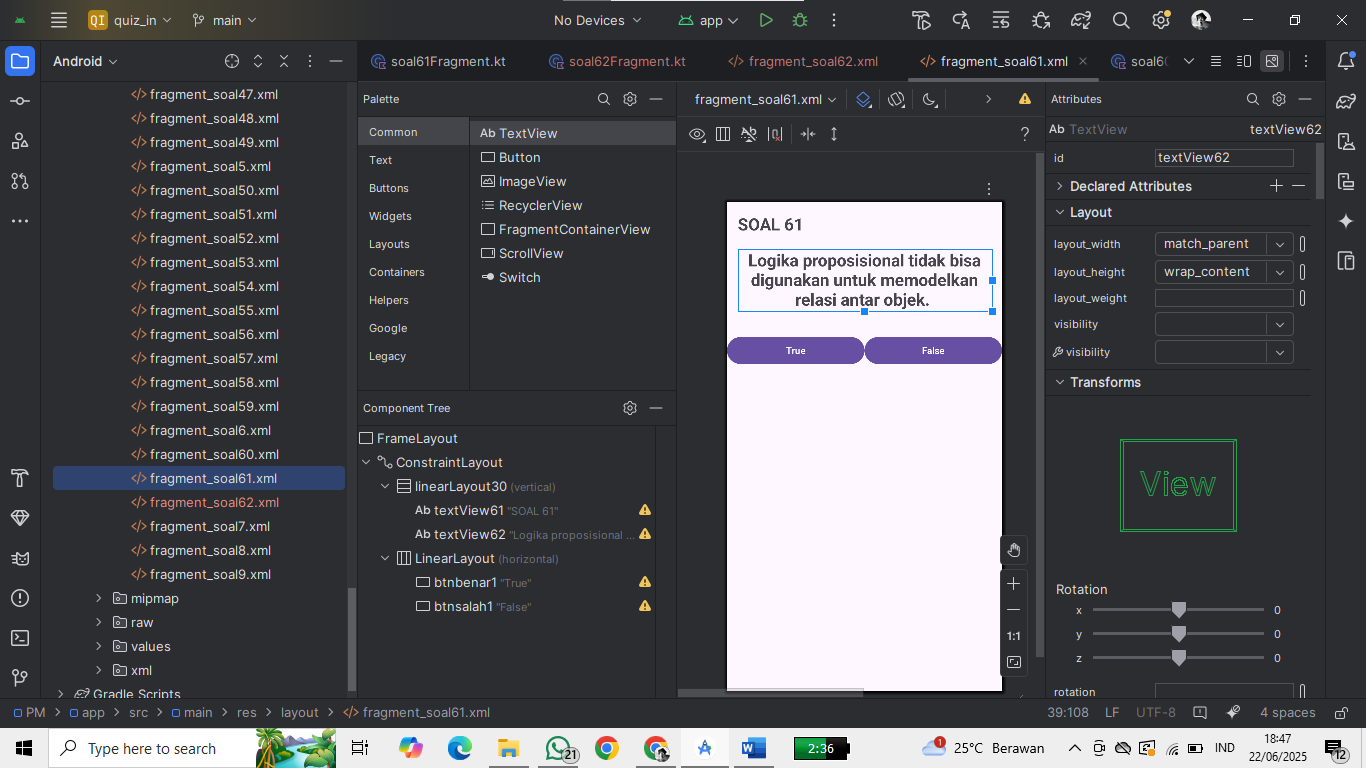 QI quiz_in main No Devices app
Android
fragment_soal47.xml
fragment_soal48.xml
fragment_soal49.xml
fragment_soal5.xml
fragment_soal50.xml
fragment_soal51.xml
fragment_soal52.xml
fragment_soal53.xml
fragment_soal54.xml
fragment_soal55.xml
fragment_soal56.xml
fragment_soal57.xml
fragment_soal58.xml
fragment_soal59.xml
fragment_soal6.xml
fragment_soal60.xml
fragment_soal61.xml
fragment_soal62.xml
fragment_soal7.xml
fragment_soal8.xml
fragment_soal9.xml
mipmap
raw
values
xml
Gradle Scripts
soal61Fragment.kt soal62Fragment.kt fragment_soal62.xml fragment_soal61.xml soal60
Palette
Common
Text
Buttons
Widgets
Layouts
Containers
Helpers
Google
Legacy
Ab TextView
Button
ImageView
RecyclerView
FragmentContainerView
ScrollView
Switch
Component Tree
FrameLayout
ConstraintLayout
linearLayout30 (vertical)
Ab textView61 "SOAL 61"
Ab textView62 "Logika proposisional ...
LinearLayout (horizontal)
btnbenar1 "True"
btnsalah1 "False"
fragment_soal61.xml
SOAL 61
Logika proposisional tidak bisa
digunakan untuk memodelkan
relasi antar objek.
True False
1:1
Attributes
Ab TextView textView62
id textView62
Declared Attributes
Layout
layout_width match_parent
layout_height wrap_content
layout_weight
visibility
visibility
Transforms
View
Rotation
x 0
y 0
z 0
rotation
PM > app > src > main > res > layout > fragment_soal61.xml 39:108 LF UTF-8 4 spaces
Type here to search 21 2:36 1 25°C Berawan IND 18:47
22/06/2025 12